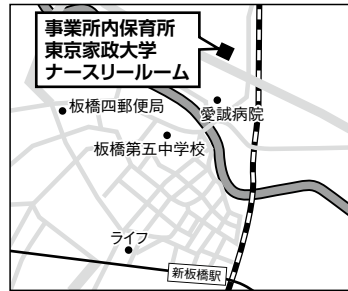 事業所内保育所
東京家政大学
ナースリールーム
板橋四郵便局
愛誠病院
板橋第五中学校
ライフ
新板橋駅